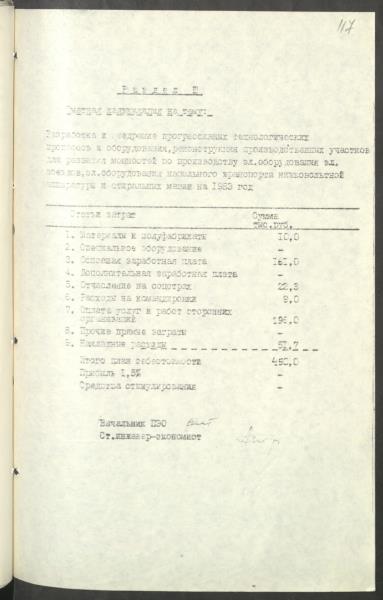 117
Раздел II
Сметная калькуляция на тему:
Разработка и внедрение прогрессивных технологических
процессов и оборудования, реконструкция производственных участков
для развития мощностей по производству эл.оборудования эл.
поездов, эл.оборудования напольного транспорта низковольтной
аппаратуры и стиральных машин на 1983 год
Статьи затрат Сумма
тыс.руб.
1. Материалы и полуфабрикаты 10,0
2. Специальное оборудование -
3. Основная заработная плата 161,0
4. Дополнительная заработная плата -
5. Отчисление на соцстрах 22,3
6. Расходы на командировки 9,0
7. Оплата услуг и работ сторонних
организаций 196,0
8. Прочие прямые затраты -
9. Накладные расходы 51,7
Итого план себестоимости 450,0
Прибыль 1,5% -
Средства стимулирования -
Начальник ПЭО
Ст.инженер-экономист